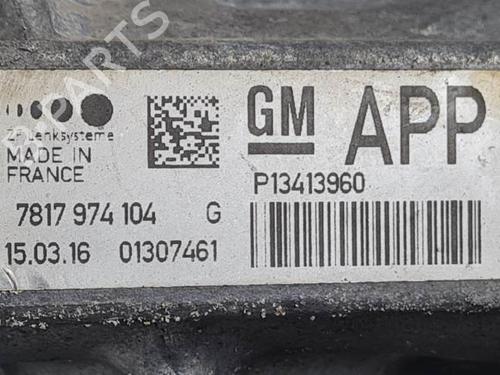 ZF Lenksysteme
MADE IN
FRANCE
GM
APP
P13413960
7817 974 104 G
15.03.16 01307461
B-PARTS